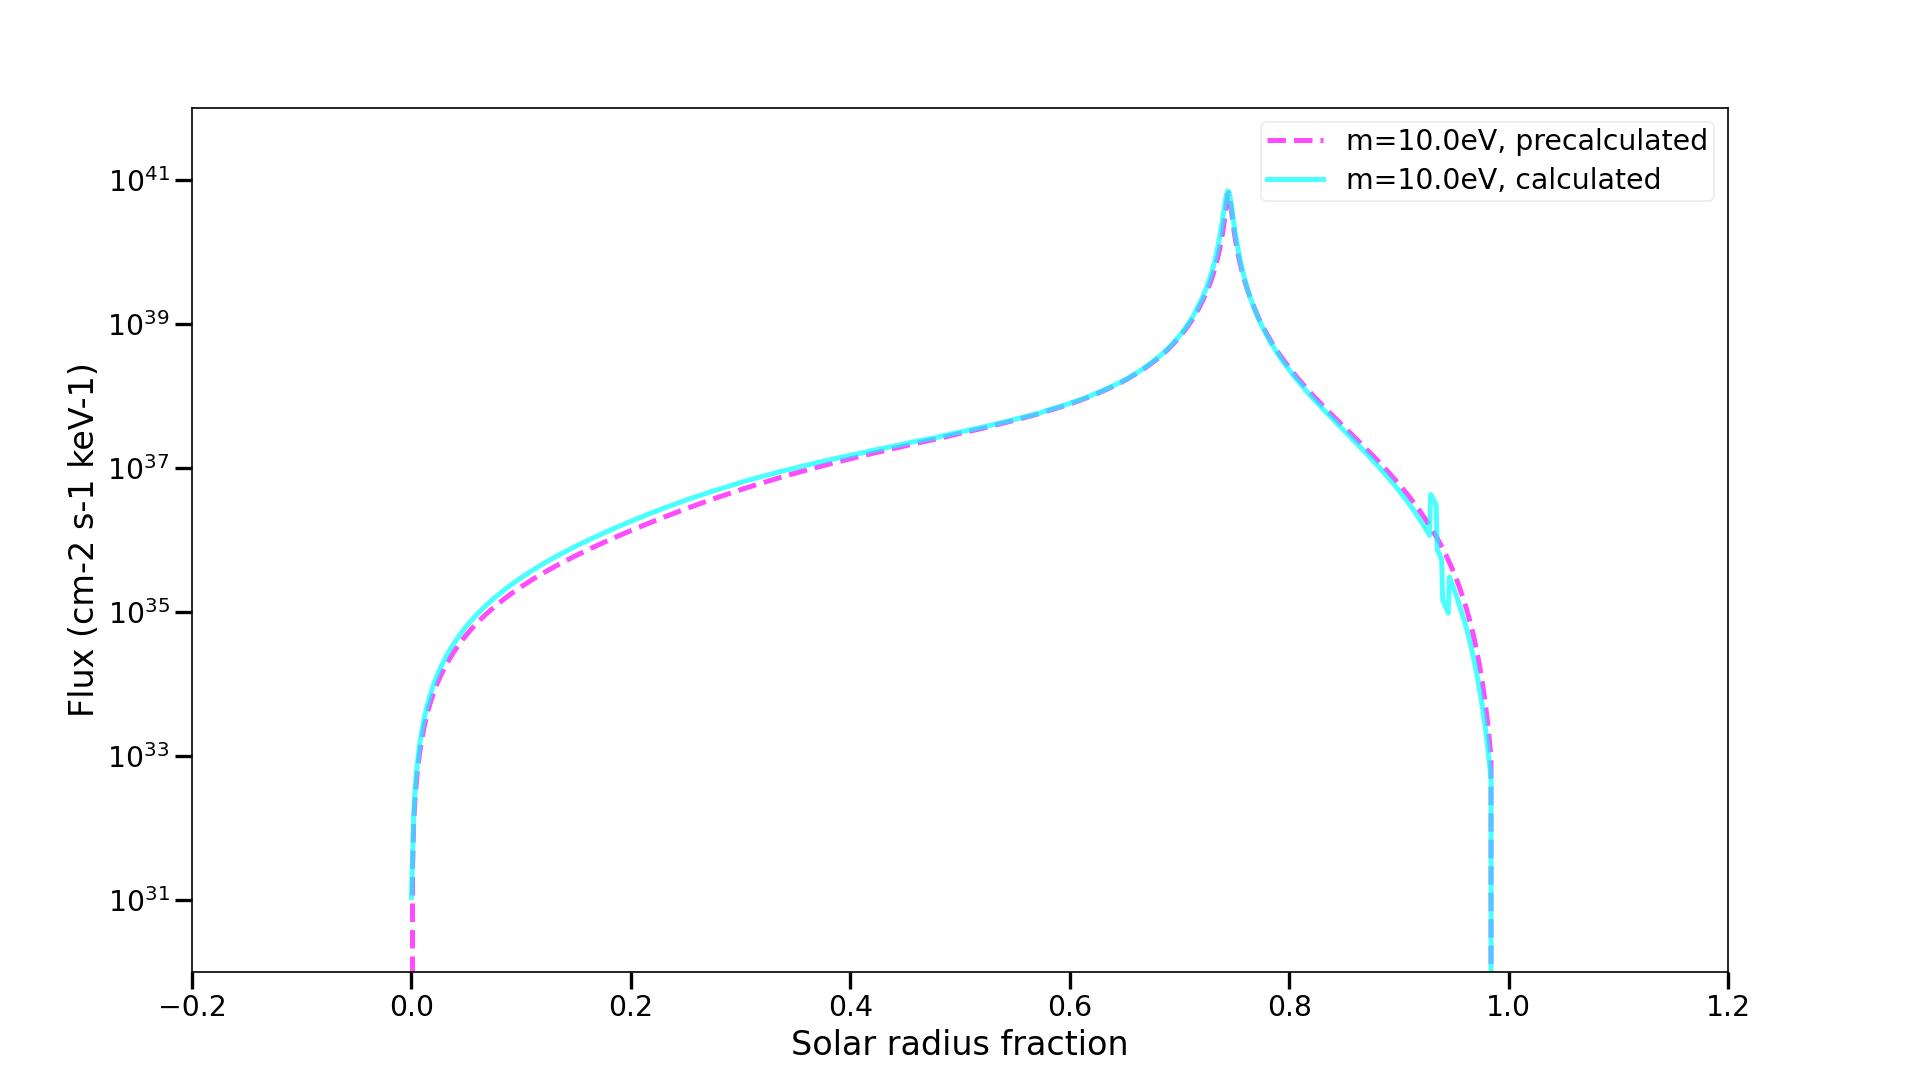 m=10.0eV, precalculated
m=10.0eV, calculated
10^41
10^39
10^37
10^35
10^33
10^31
Flux (cm-2 s-1 keV-1)
−0.2 0.0 0.2 0.4 0.6 0.8 1.0 1.2
Solar radius fraction